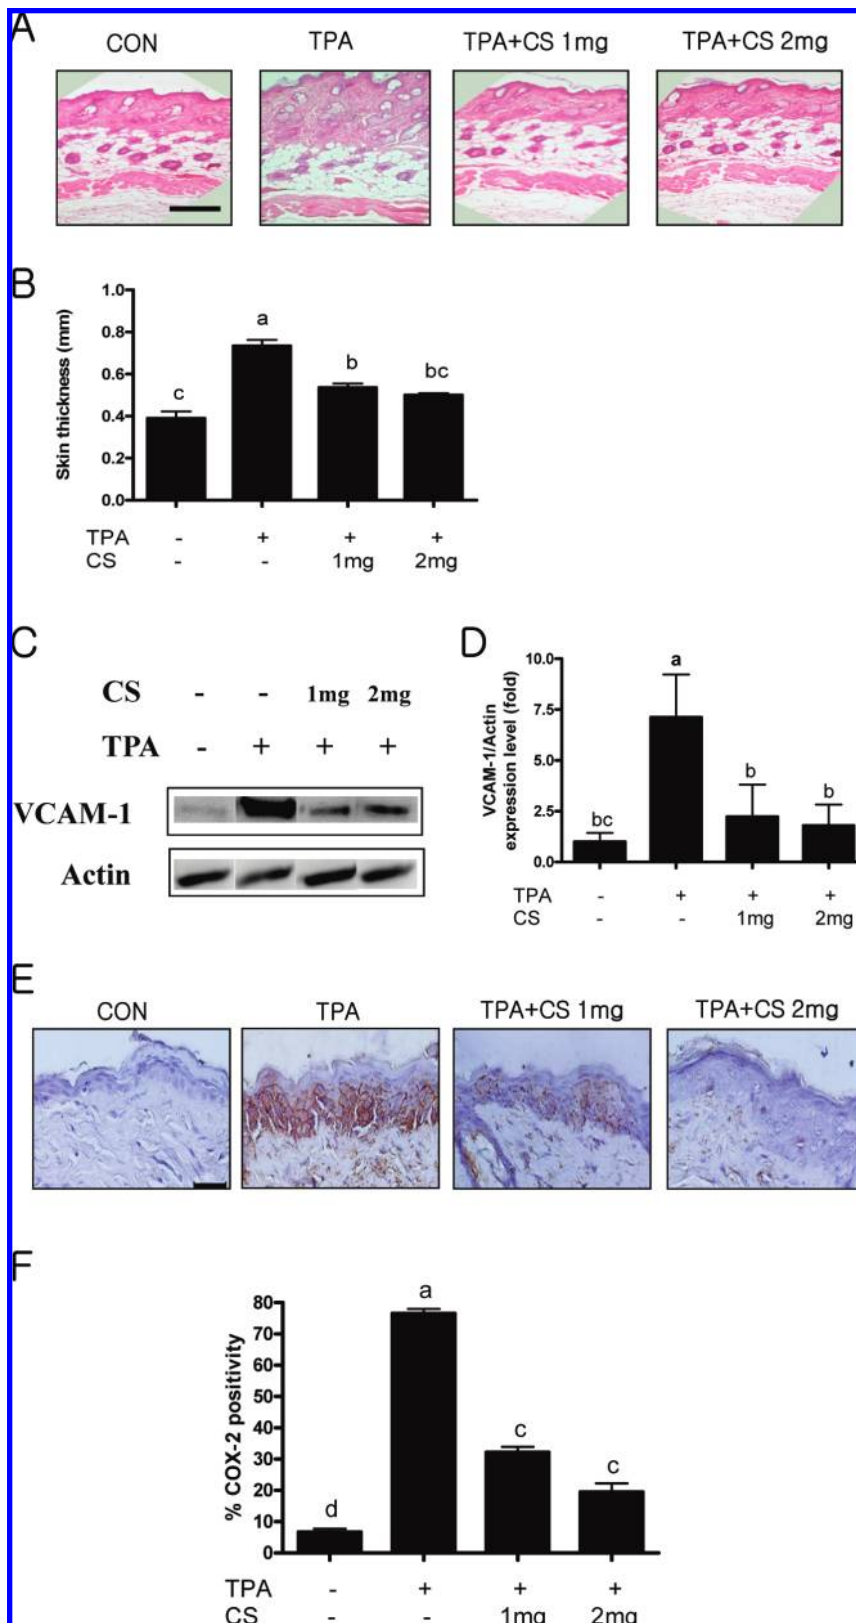 A
CON TPA TPA+CS 1mg TPA+CS 2mg
B
Skin thickness (mm)
1.0
0.8
0.6
0.4
0.2
0.0
c a b bc
TPA - + + +
CS - - 1mg 2mg
C
CS - - 1mg 2mg
TPA - + + +
VCAM-1
Actin
D
VCAM-1/Actin
expression level (fold)
10.0
7.5
5.0
2.5
0.0
bc a b b
TPA - + + +
CS - - 1mg 2mg
E
CON TPA TPA+CS 1mg TPA+CS 2mg
F
% COX-2 positivity
80
70
60
50
40
30
20
10
0
d a c c
TPA - + + +
CS - - 1mg 2mg